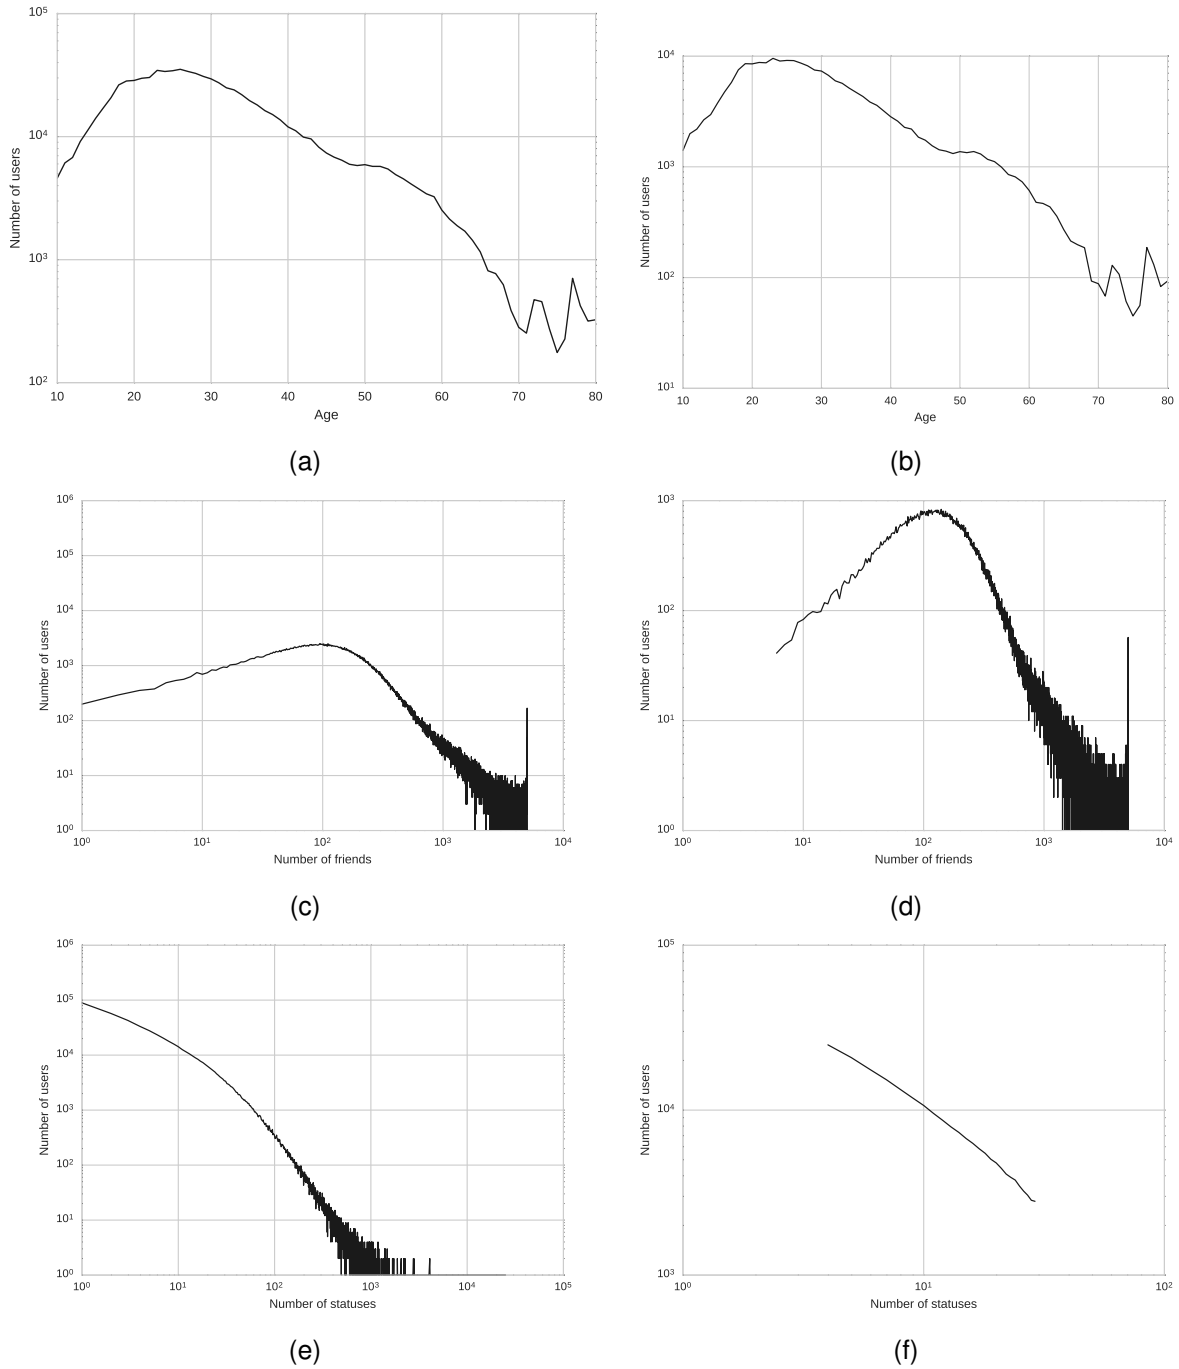 10⁵
10⁴
10³
10²
Number of users
10 20 30 40 50 60 70 80
Age
(a)
10⁴
10³
10²
10¹
Number of users
10 20 30 40 50 60 70 80
Age
(b)
10⁶
10⁵
10⁴
10³
10²
10¹
10⁰
Number of users
10⁰ 10¹ 10² 10³ 10⁴
Number of friends
(c)
10³
10²
10¹
10⁰
Number of users
10⁰ 10¹ 10² 10³ 10⁴
Number of friends
(d)
10⁶
10⁵
10⁴
10³
10²
10¹
10⁰
Number of users
10⁰ 10¹ 10² 10³ 10⁴ 10⁵
Number of statuses
(e)
10⁵
10⁴
10³
Number of users
10⁰ 10¹ 10²
Number of statuses
(f)